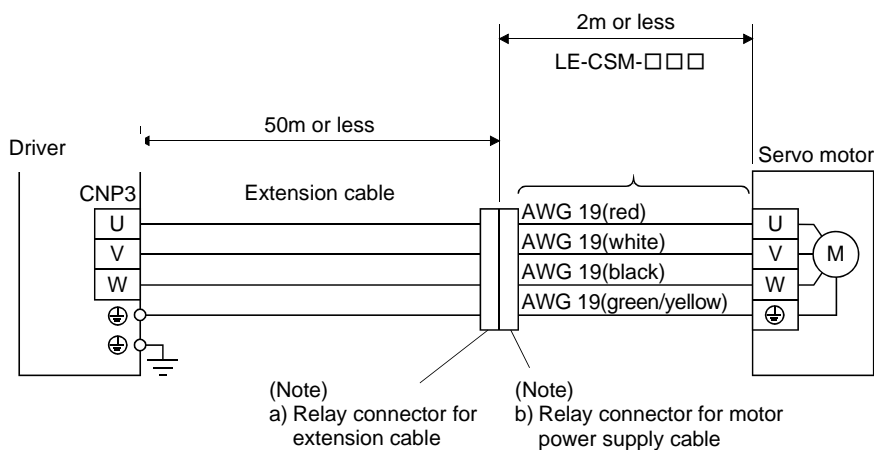 2m or less
LE-CSM-□□□
50m or less
Driver
Servo motor
CNP3
Extension cable
U
V
W
AWG 19(red)
AWG 19(white)
AWG 19(black)
AWG 19(green/yellow)
U
V
W
M
(Note)
a) Relay connector for
extension cable
(Note)
b) Relay connector for motor
power supply cable